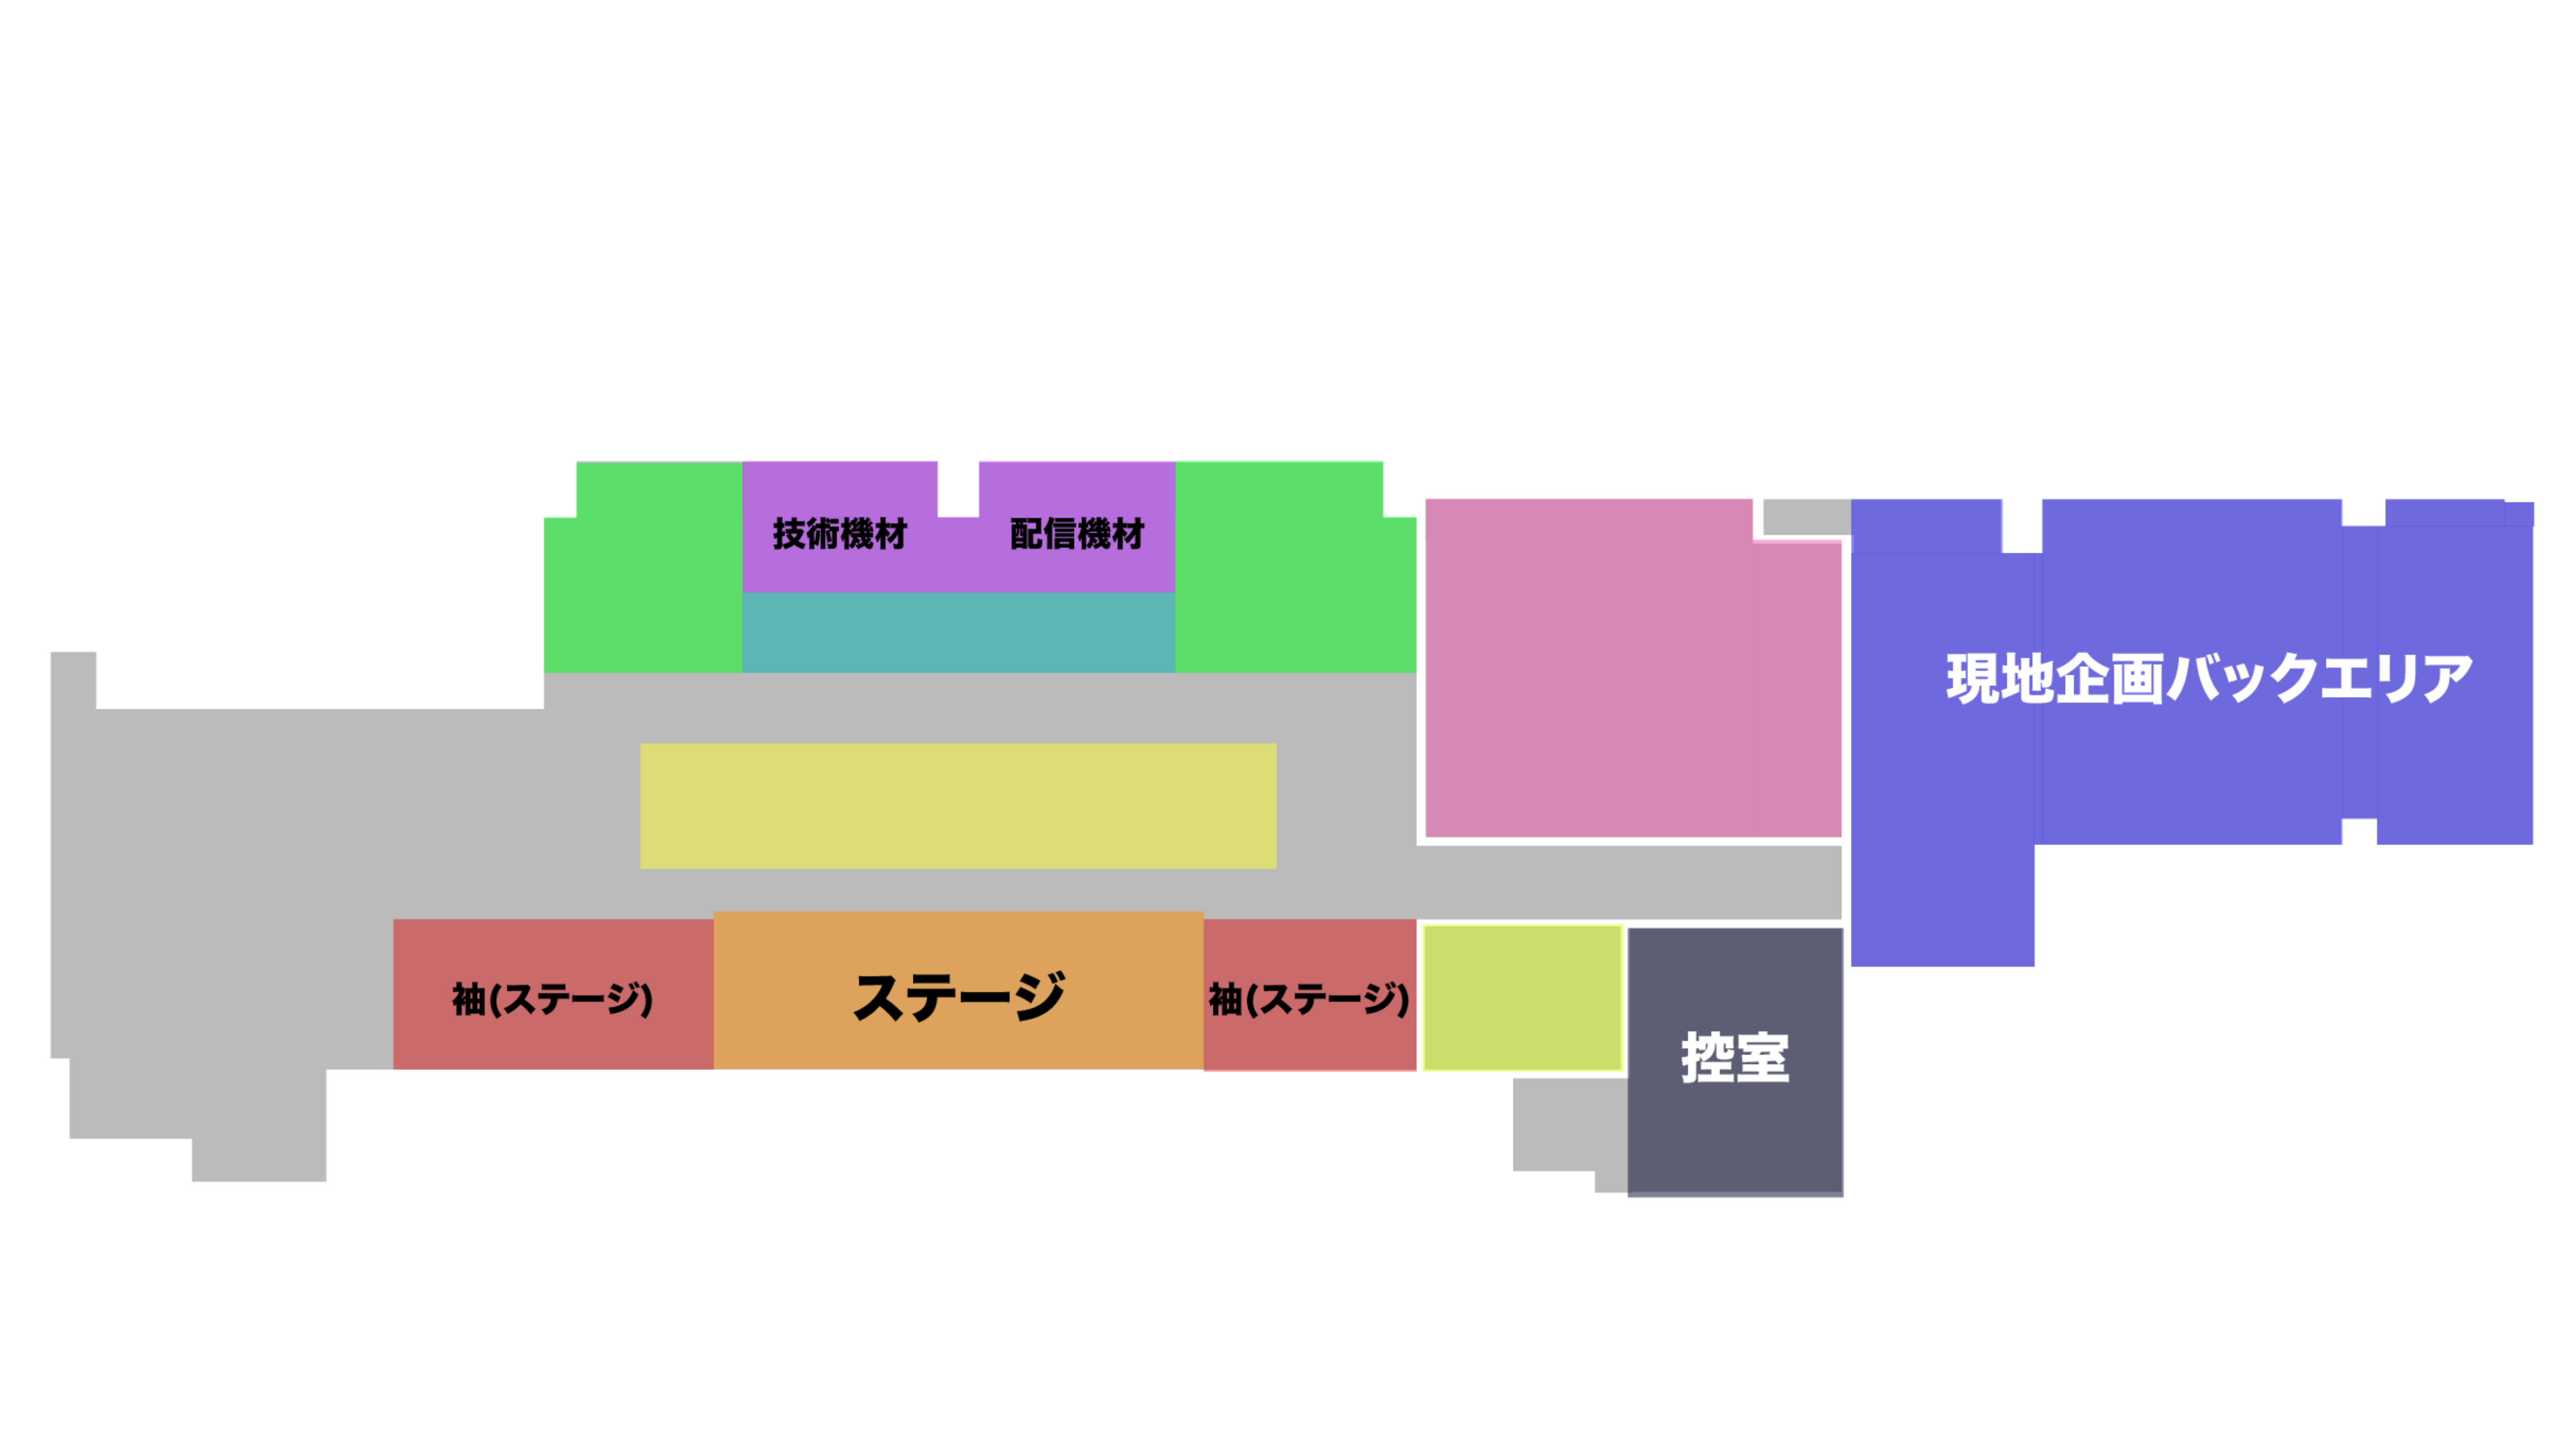 技術機材
配信機材
現地企画バックエリア
袖(ステージ)
ステージ
袖(ステージ)
控室